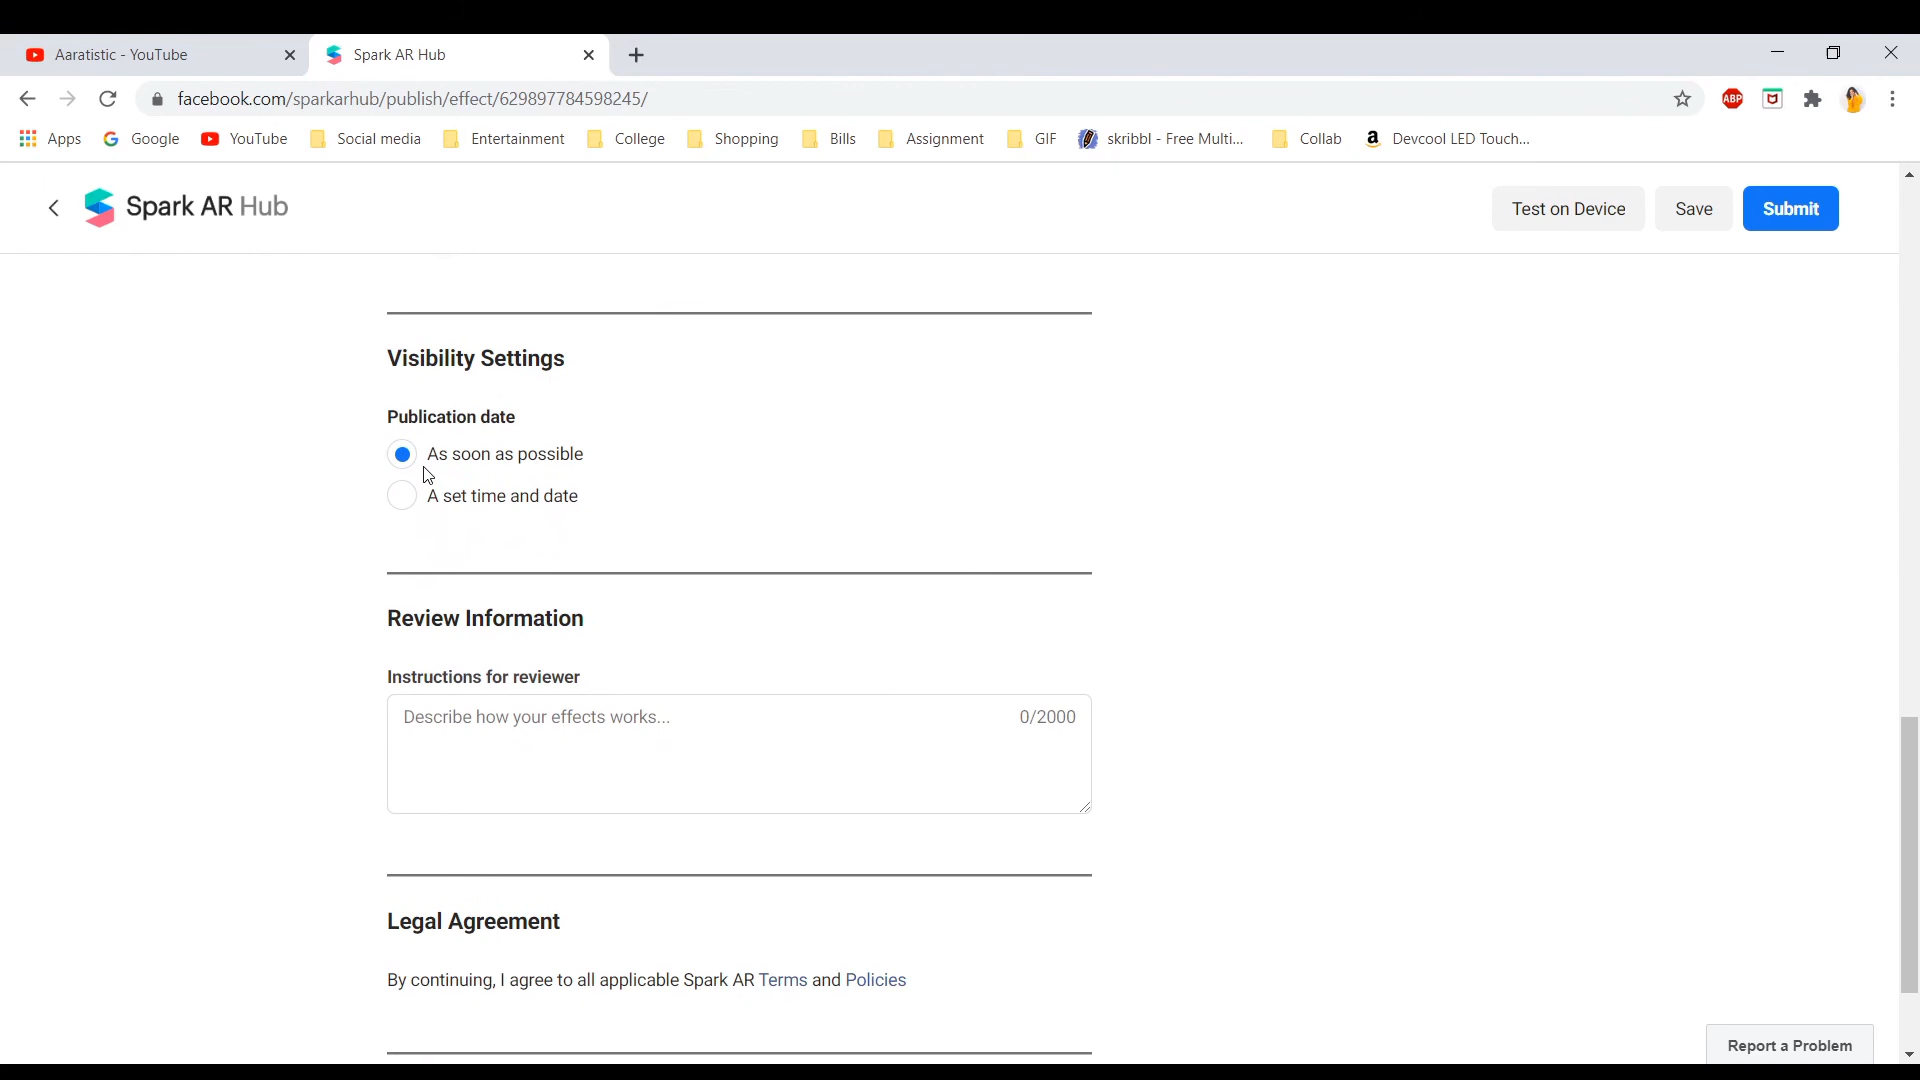 Aaratistic - YouTube
Spark AR Hub
facebook.com/sparkarhub/publish/effect/629897784598245/
ABP
Apps
Google
YouTube
Social media
Entertainment
College
Shopping
Bills
Assignment
GIF
skribbl - Free Multi...
Collab
Devcool LED Touch...
Spark AR Hub
Test on Device
Save
Submit
Visibility Settings
Publication date
As soon as possible
A set time and date
Review Information
Instructions for reviewer
Describe how your effects works... 0/2000
Legal Agreement
By continuing, I agree to all applicable Spark AR Terms and Policies
Report a Problem